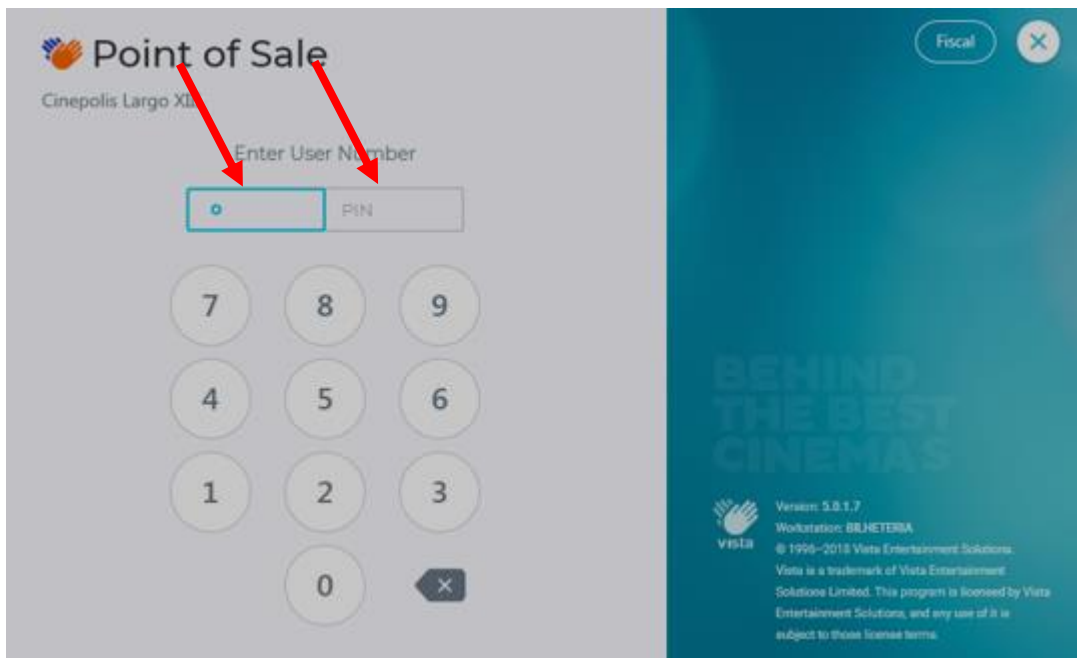 Point of Sale
Fiscal
Cinepolis Largo XII
Enter User Number
PIN
7 8 9
4 5 6
1 2 3
0
BEHIND
THE BEST
CINEMAS
vista
Version: 5.0.1.7
Workstation: BILHETERIA
© 1996–2018 Vista Entertainment Solutions.
Vista is a trademark of Vista Entertainment
Solutions Limited. This program is licensed by Vista
Entertainment Solutions, and any use of it is
subject to those license terms.